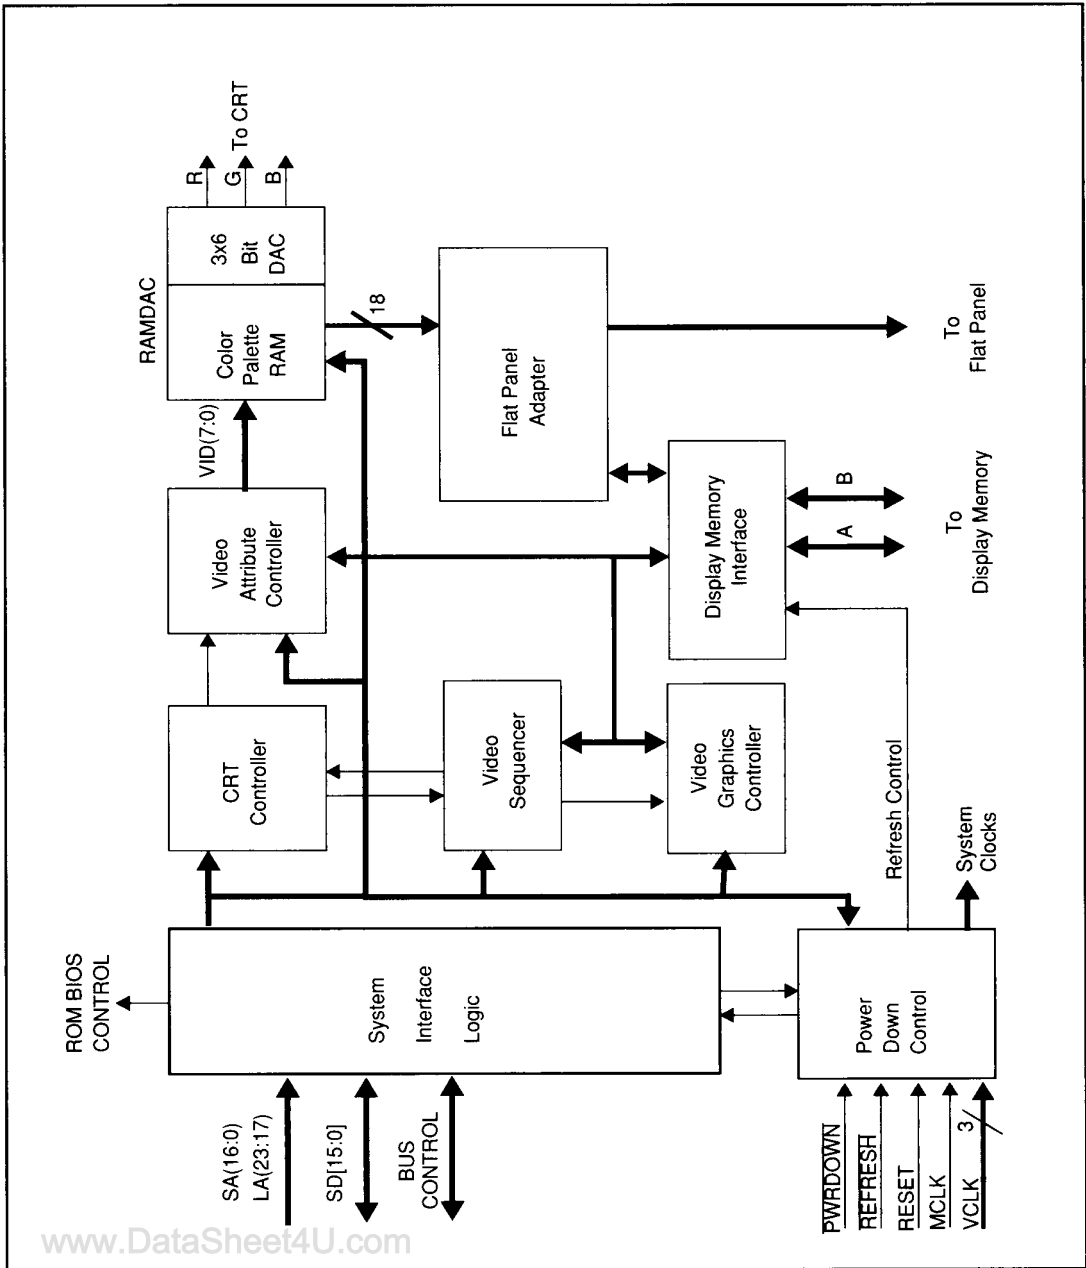 ROM BIOS
CONTROL
SA(16:0)
LA(23:17)
SD[15:0]
BUS
CONTROL
System
Interface
Logic
PWRDOWN
REFRESH
RESET
MCLK
VCLK
3
Power
Down
Control
System
Clocks
Refresh Control
CRT
Controller
Video
Sequencer
Video
Graphics
Controller
Video
Attribute
Controller
VID(7:0)
Display Memory
Interface
A
B
To
Display Memory
RAMDAC
Color
Palette
RAM
3x6
Bit
DAC
R
G
B
To CRT
18
Flat Panel
Adapter
To
Flat Panel
www.DataSheet4U.com